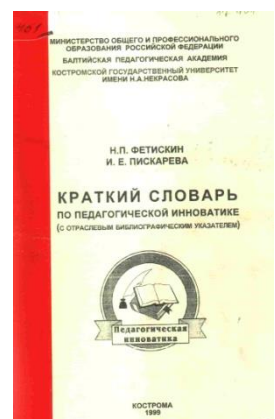 МИНИСТЕРСТВО ОБЩЕГО И ПРОФЕССИОНАЛЬНОГО
ОБРАЗОВАНИЯ РОССИЙСКОЙ ФЕДЕРАЦИИ
БАЛТИЙСКАЯ ПЕДАГОГИЧЕСКАЯ АКАДЕМИЯ
КОСТРОМСКОЙ ГОСУДАРСТВЕННЫЙ УНИВЕРСИТЕТ
ИМЕНИ Н.А.НЕКРАСОВА
Н.П. ФЕТИСКИН
И. Е. ПИСКАРЕВА
КРАТКИЙ СЛОВАРЬ
ПО ПЕДАГОГИЧЕСКОЙ ИННОВАТИКЕ
(С ОТРАСЛЕВЫМ БИБЛИОГРАФИЧЕСКИМ УКАЗАТЕЛЕМ)
Педагогическая
инноватика
КОСТРОМА
1999